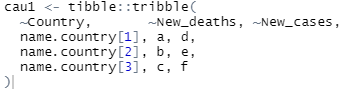 cau1 <- tibble::tribble(
~Country, ~New_deaths, ~New_cases,
name.country[1], a, d,
name.country[2], b, e,
name.country[3], c, f
)